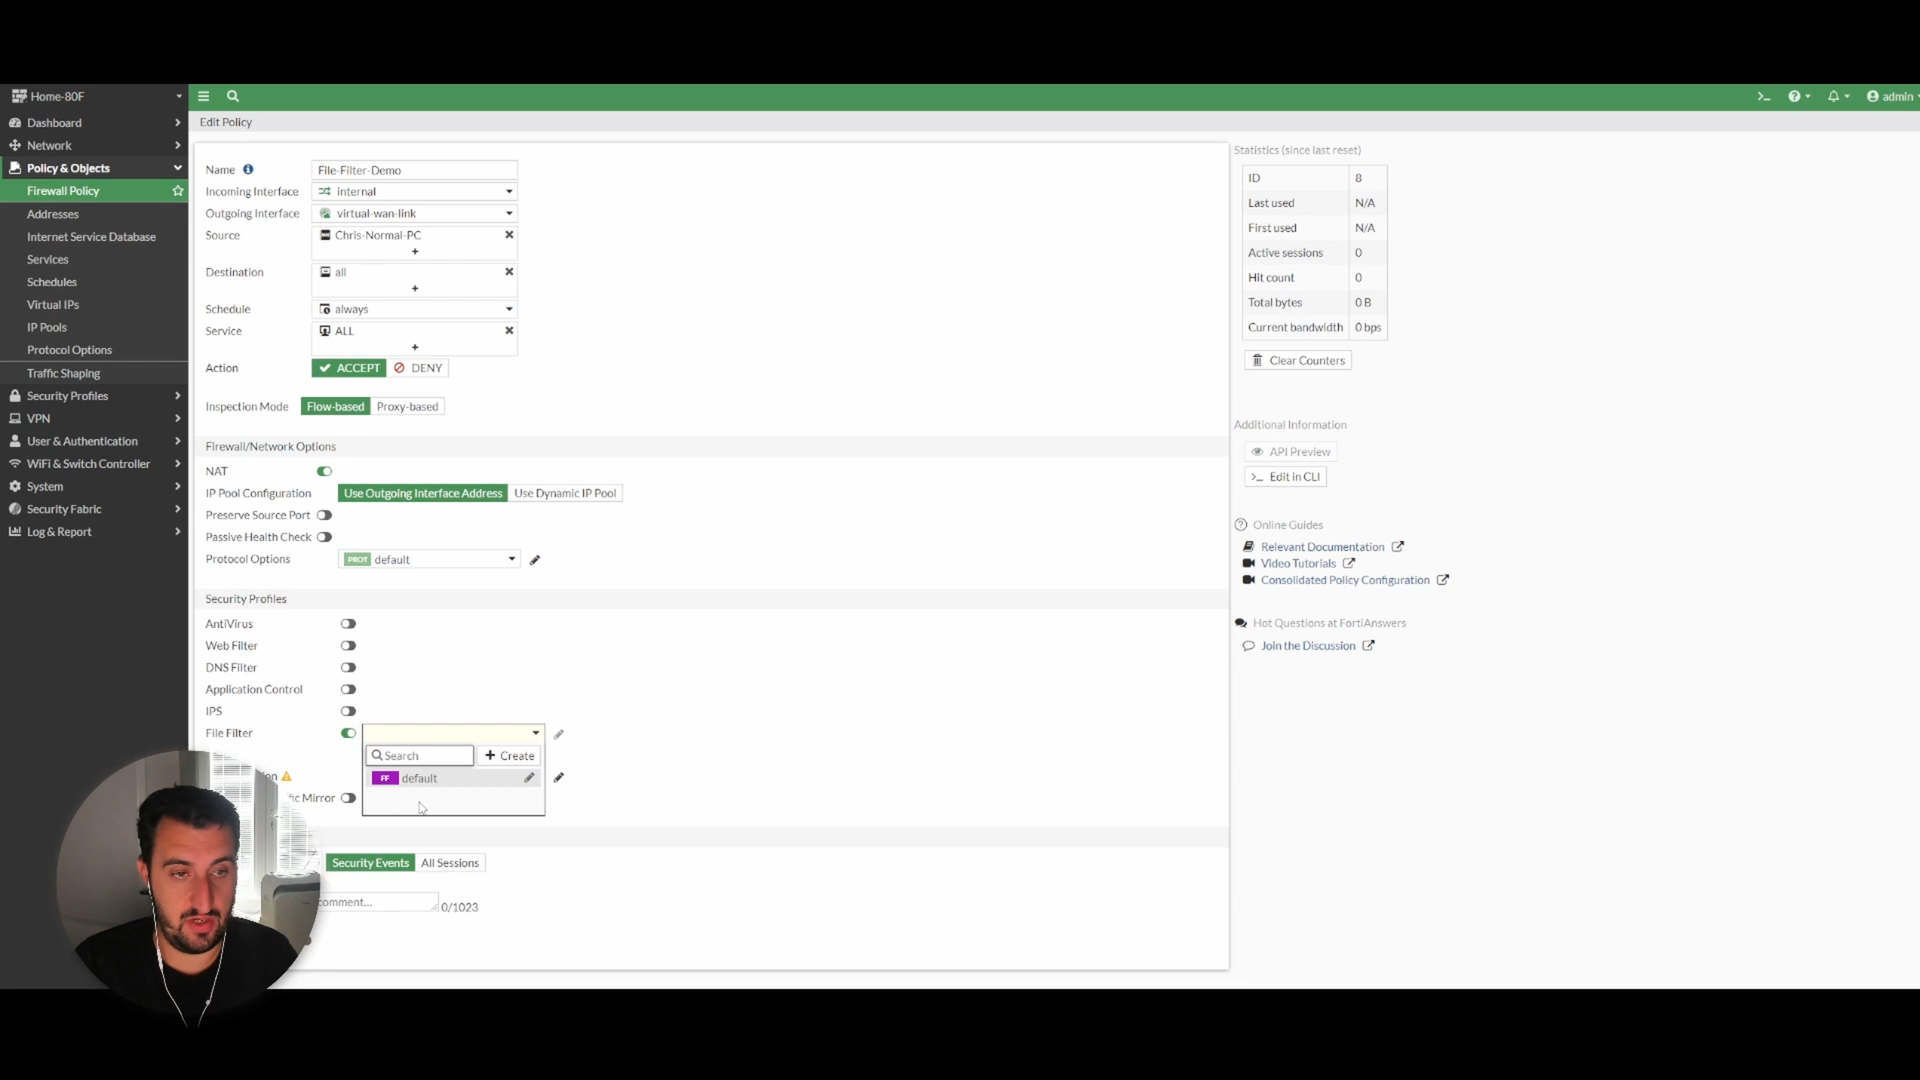 Home-80F
admin
Dashboard
Network
Policy & Objects
Firewall Policy
Addresses
Internet Service Database
Services
Schedules
Virtual IPs
IP Pools
Protocol Options
Traffic Shaping
Security Profiles
VPN
User & Authentication
WiFi & Switch Controller
System
Security Fabric
Log & Report
Edit Policy
Name File-Filter-Demo
Incoming Interface internal
Outgoing Interface virtual-wan-link
Source Chris-Normal-PC
+
Destination all
+
Schedule always
Service ALL
+
Action ACCEPT DENY
Inspection Mode Flow-based Proxy-based
Firewall/Network Options
NAT
IP Pool Configuration Use Outgoing Interface Address Use Dynamic IP Pool
Preserve Source Port
Passive Health Check
Protocol Options PROT default
Security Profiles
AntiVirus
Web Filter
DNS Filter
Application Control
IPS
File Filter
Search + Create
FF default
Mirror
Security Events All Sessions
comment... 0/1023
Statistics (since last reset)
ID 8
Last used N/A
First used N/A
Active sessions 0
Hit count 0
Total bytes 0 B
Current bandwidth 0 bps
Clear Counters
Additional Information
API Preview
>_ Edit in CLI
Online Guides
Relevant Documentation
Video Tutorials
Consolidated Policy Configuration
Hot Questions at FortiAnswers
Join the Discussion